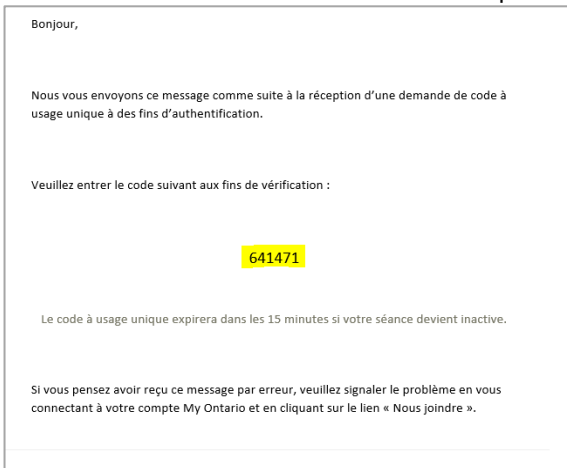 Bonjour,
Nous vous envoyons ce message comme suite à la réception d'une demande de code à
usage unique à des fins d'authentification.
Veuillez entrer le code suivant aux fins de vérification :
641471
Le code à usage unique expirera dans les 15 minutes si votre séance devient inactive.
Si vous pensez avoir reçu ce message par erreur, veuillez signaler le problème en vous
connectant à votre compte My Ontario et en cliquant sur le lien « Nous joindre ».